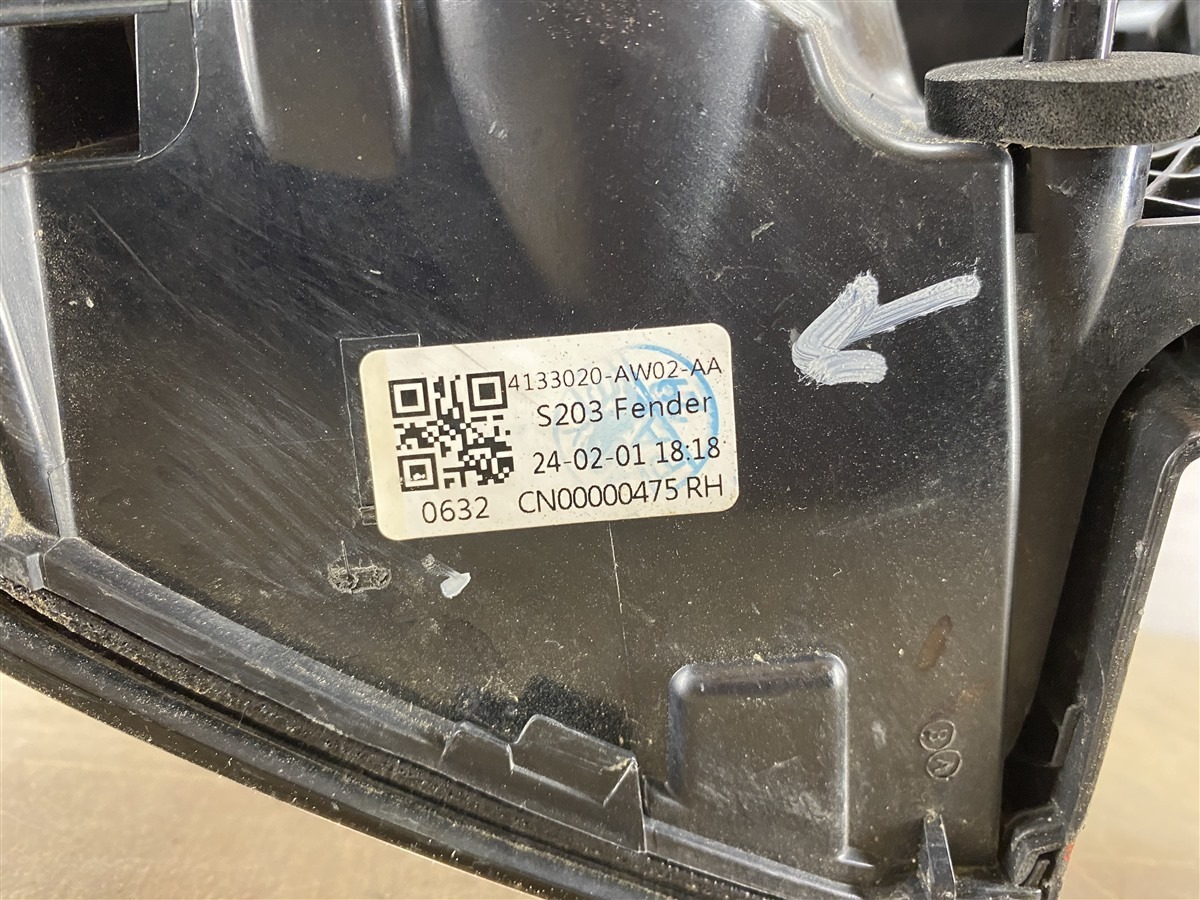 4133020-AW02-AA
S203 Fender
24-02-01 18:18
0632 CN00000475 RH
B
A